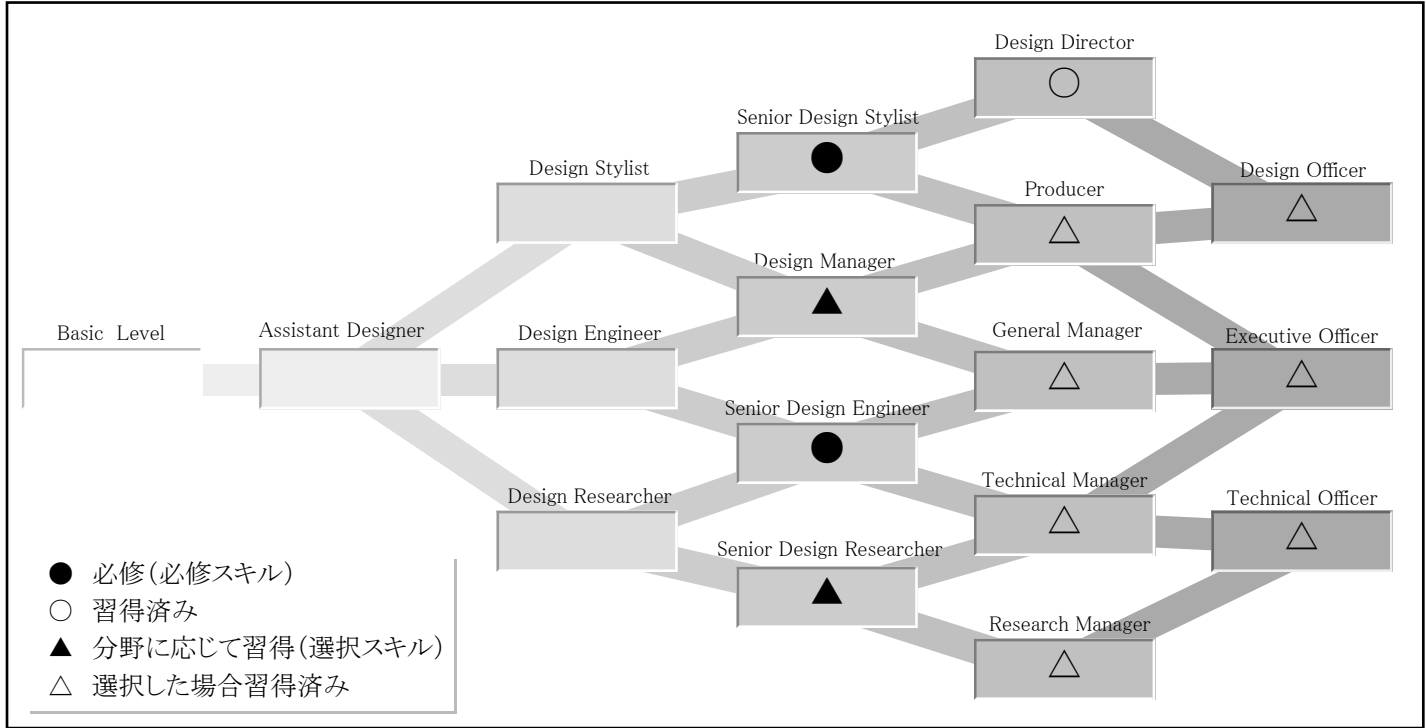 Design Director
○
Senior Design Stylist
●
Design Stylist
Producer
△
Design Officer
△
Design Manager
▲
Basic Level
Assistant Designer
Design Engineer
General Manager
△
Executive Officer
△
Senior Design Engineer
●
Design Researcher
Technical Manager
△
Technical Officer
△
Senior Design Researcher
▲
Research Manager
△
● 必修(必修スキル)
○ 習得済み
▲ 分野に応じて習得(選択スキル)
△ 選択した場合習得済み